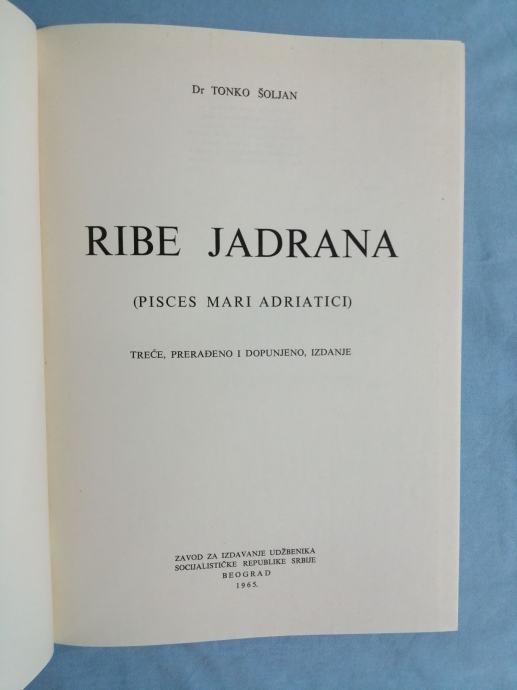 Dr TONKO ŠOLJAN
RIBE JADRANA
(PISCES MARI ADRIATICI)
TREĆE, PRERAĐENO I DOPUNJENO, IZDANJE
ZAVOD ZA IZDAVANJE UDŽBENIKA
SOCIJALISTIČKE REPUBLIKE SRBIJE
BEOGRAD
1965.